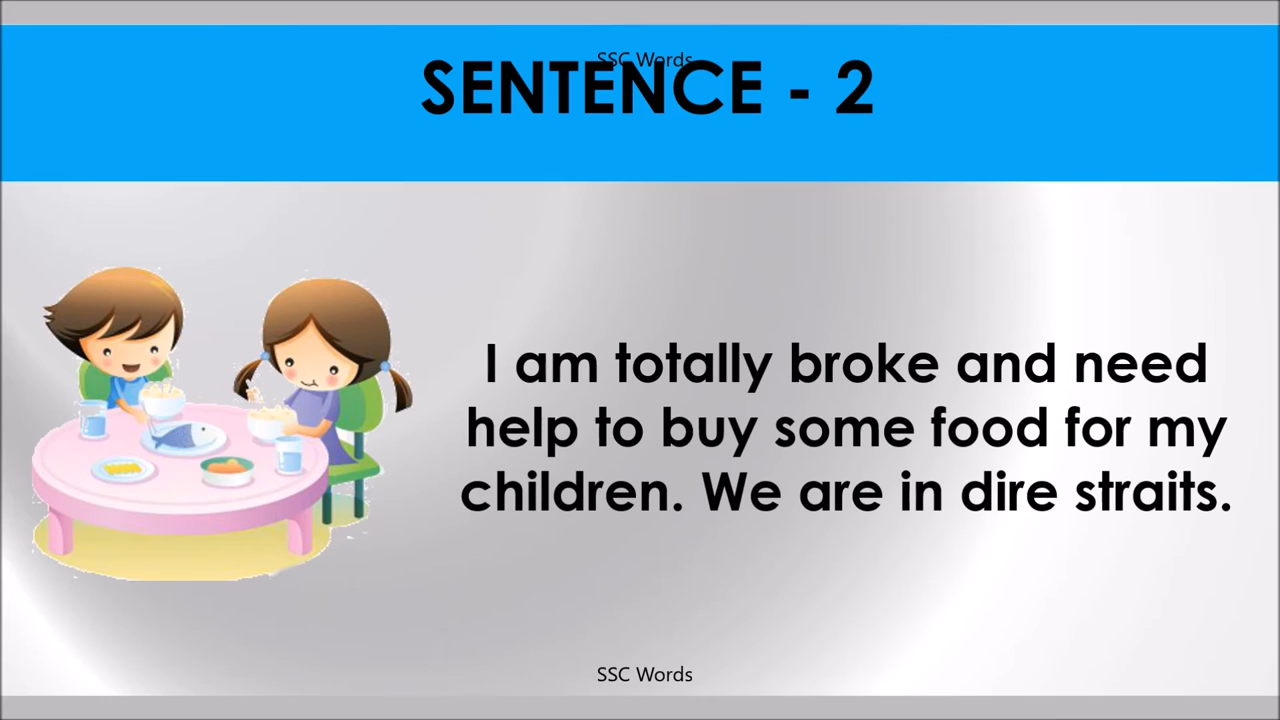 SSC Words
SENTENCE - 2
I am totally broke and need
help to buy some food for my
children. We are in dire straits.
SSC Words